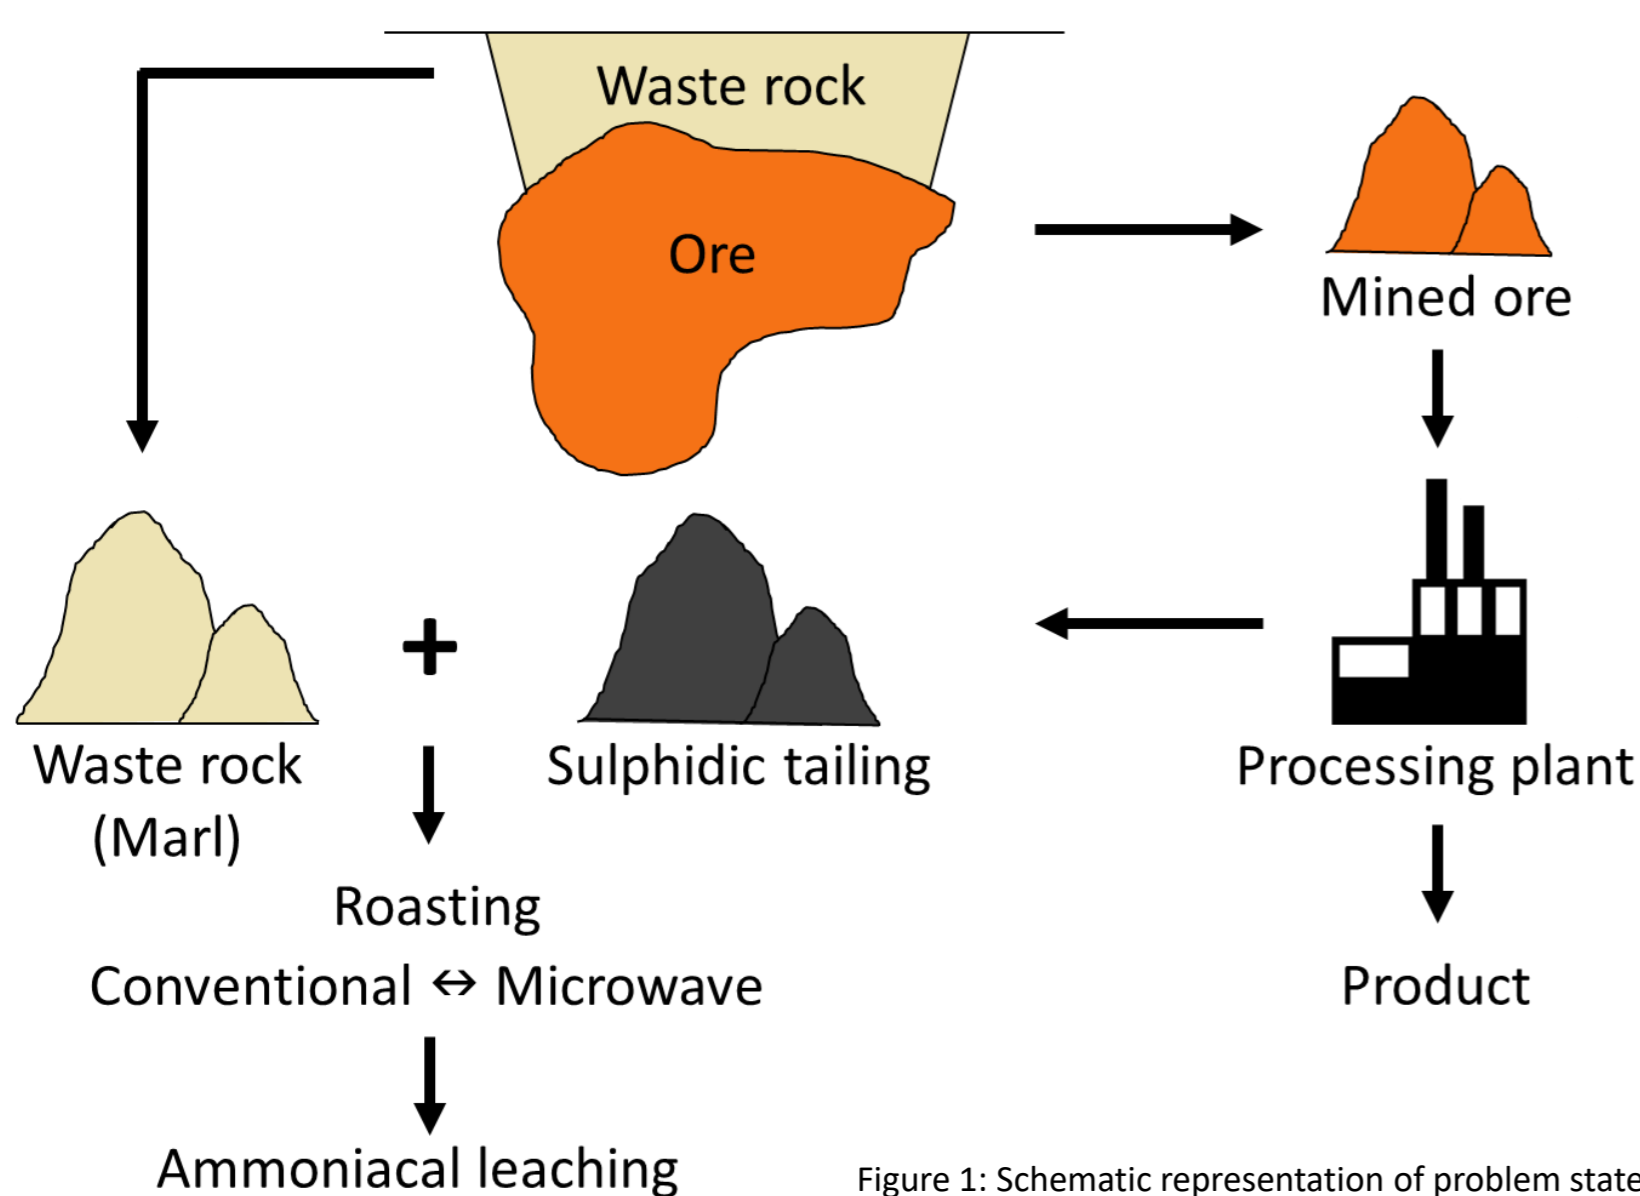 Waste rock
Ore
Mined ore
Waste rock
(Marl)
Sulphidic tailing
Processing plant
Roasting
Conventional ↔ Microwave
Product
Ammoniacal leaching
Figure 1: Schematic representation of problem state